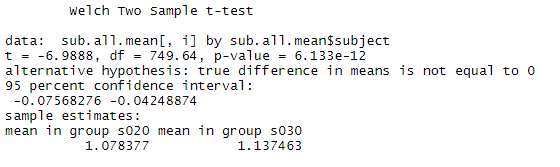 Welch Two Sample t-test
data:  sub.all.mean[, i] by sub.all.mean$subject
t = -6.9888, df = 749.64, p-value = 6.133e-12
alternative hypothesis: true difference in means is not equal to 0
95 percent confidence interval:
-0.07568276 -0.04248874
sample estimates:
mean in group s020 mean in group s030
1.078377           1.137463